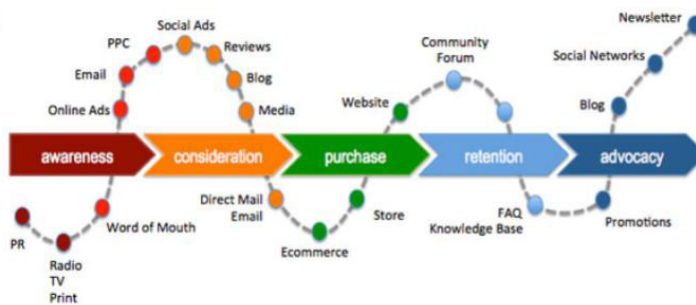 Newsletter
Social Ads
PPC
Reviews
Community
Forum
Social Networks
Email
Blog
Online Ads
Media
Website
Blog
awareness
consideration
purchase
retention
advocacy
Direct Mail
Email
Store
FAQ
Knowledge Base
Promotions
Word of Mouth
PR
Ecommerce
Radio
TV
Print